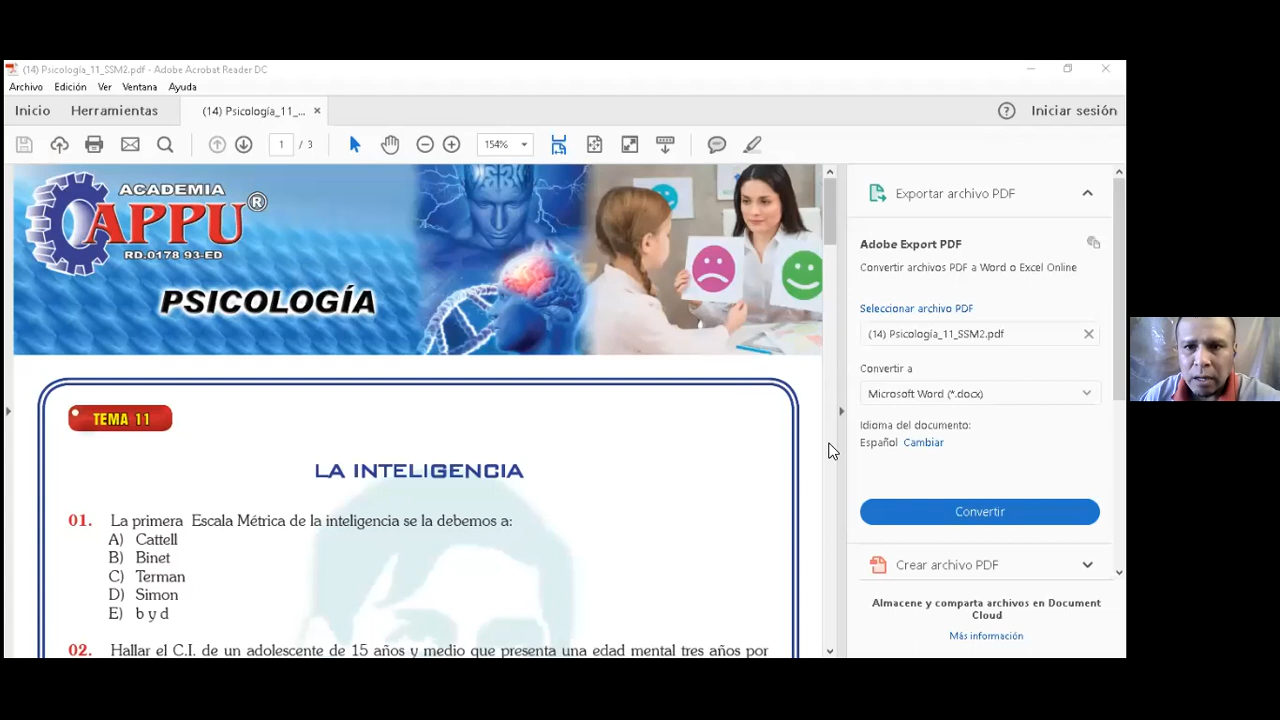 (14) Psicología_11_SSM2.pdf - Adobe Acrobat Reader DC
Archivo Edición Ver Ventana Ayuda
Inicio Herramientas (14) Psicología_11_... × Iniciar sesión
1 / 3 154%
ACADEMIA
APPU®
RD.0178 93-ED
PSICOLOGÍA
TEMA 11
LA INTELIGENCIA
01. La primera Escala Métrica de la inteligencia se la debemos a:
A) Cattell
B) Binet
C) Terman
D) Simon
E) b y d
02. Hallar el C.I. de un adolescente de 15 años y medio que presenta una edad mental tres años por
Exportar archivo PDF
Adobe Export PDF
Convertir archivos PDF a Word o Excel Online
Seleccionar archivo PDF
(14) Psicología_11_SSM2.pdf
Convertir a
Microsoft Word (*.docx)
Idioma del documento:
Español Cambiar
Convertir
Crear archivo PDF
Almacene y comparta archivos en Document
Cloud
Más información